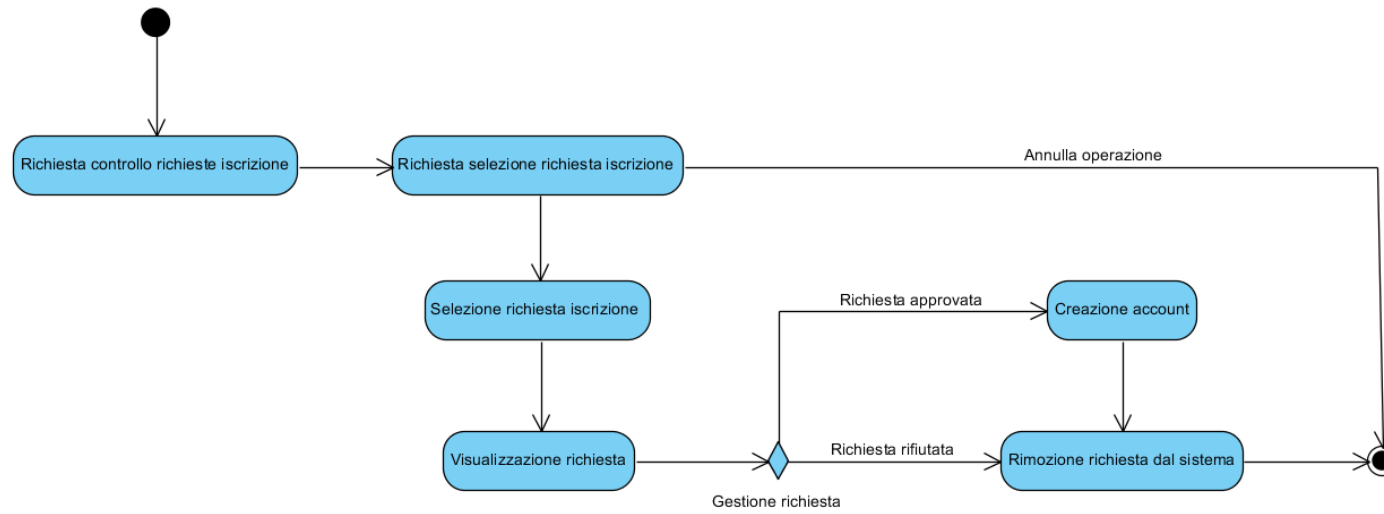 Richiesta controllo richieste iscrizione
Richiesta selezione richiesta iscrizione
Annulla operazione
Selezione richiesta iscrizione
Richiesta approvata
Creazione account
Visualizzazione richiesta
Richiesta rifiutata
Rimozione richiesta dal sistema
Gestione richiesta